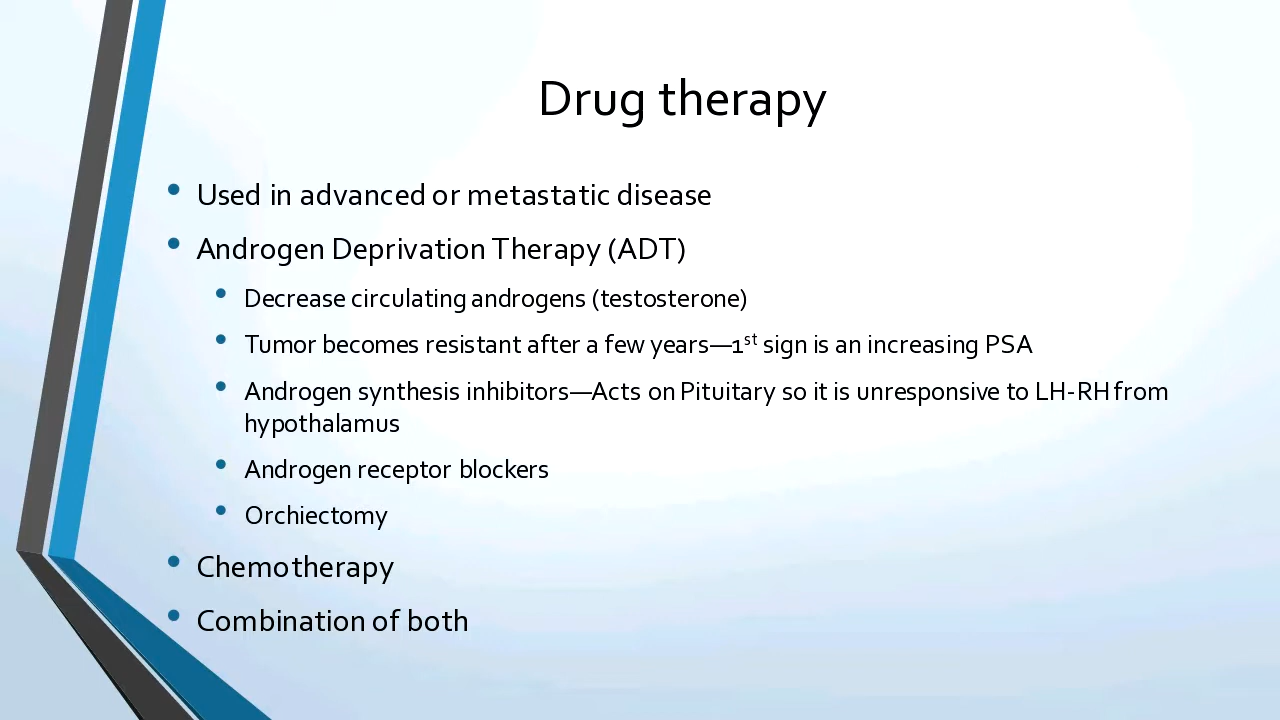 Drug therapy
• Used in advanced or metastatic disease
• Androgen Deprivation Therapy (ADT)
• Decrease circulating androgens (testosterone)
• Tumor becomes resistant after a few years—1st sign is an increasing PSA
• Androgen synthesis inhibitors—Acts on Pituitary so it is unresponsive to LH-RH from
hypothalamus
• Androgen receptor blockers
• Orchiectomy
• Chemotherapy
• Combination of both